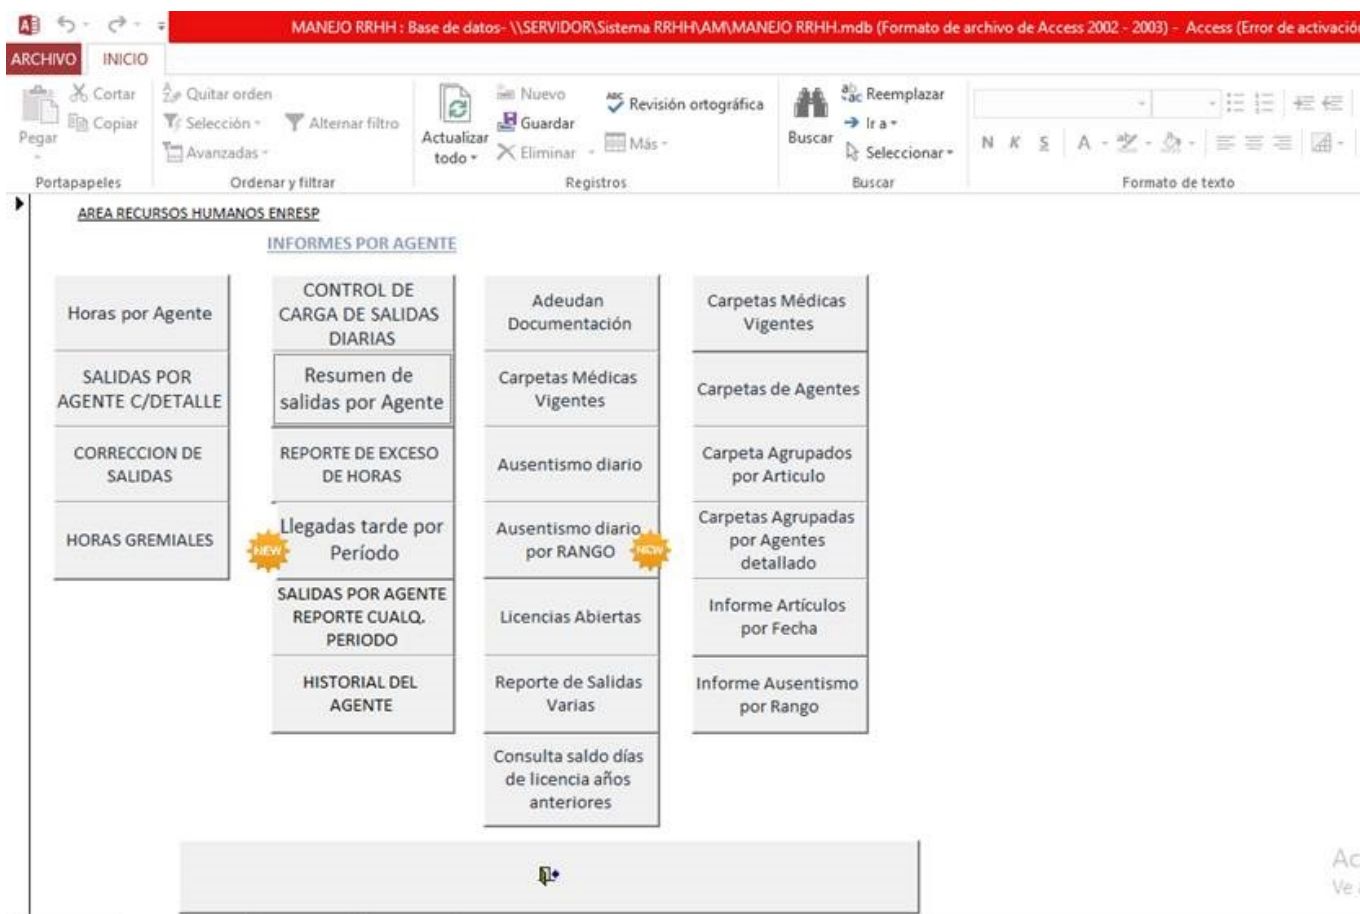 MANEJO RRHH : Base de datos- \\SERVIDOR\Sistema RRHH\AM\MANEJO RRHH.mdb (Formato de archivo de Access 2002 - 2003) - Access (Error de activación
ARCHIVO INICIO
Pegar
Cortar
Copiar
Portapapeles
Quitar orden
Selección
Avanzadas
Alternar filtro
Ordenar y filtrar
Actualizar
todo
Nuevo
Guardar
Eliminar
ABC Revisión ortográfica
Más
Registros
Buscar
Reemplazar
Ir a
Seleccionar
Buscar
N K S A
Formato de texto
AREA RECURSOS HUMANOS ENRESP
INFORMES POR AGENTE
Horas por Agente
SALIDAS POR
AGENTE C/DETALLE
CORRECCION DE
SALIDAS
HORAS GREMIALES
CONTROL DE
CARGA DE SALIDAS
DIARIAS
Resumen de
salidas por Agente
REPORTE DE EXCESO
DE HORAS
Llegadas tarde por
Período
NEW
SALIDAS POR AGENTE
REPORTE CUALQ.
PERIODO
HISTORIAL DEL
AGENTE
Adeudan
Documentación
Carpetas Médicas
Vigentes
Ausentismo diario
Ausentismo diario
por RANGO
NEW
Licencias Abiertas
Reporte de Salidas
Varias
Consulta saldo días
de licencia años
anteriores
Carpetas Médicas
Vigentes
Carpetas de Agentes
Carpeta Agrupados
por Articulo
Carpetas Agrupadas
por Agentes
detallado
Informe Artículos
por Fecha
Informe Ausentismo
por Rango
Ac
Ve